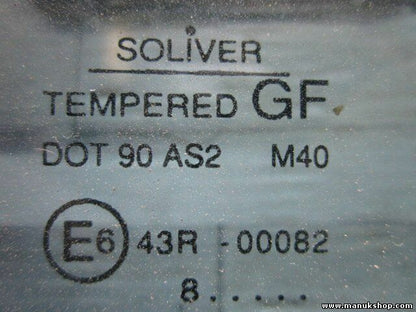 SOLiVER
TEMPERED GF
DOT 90 AS2 M40
E6 43R -00082
8.....
www.manukshop.com